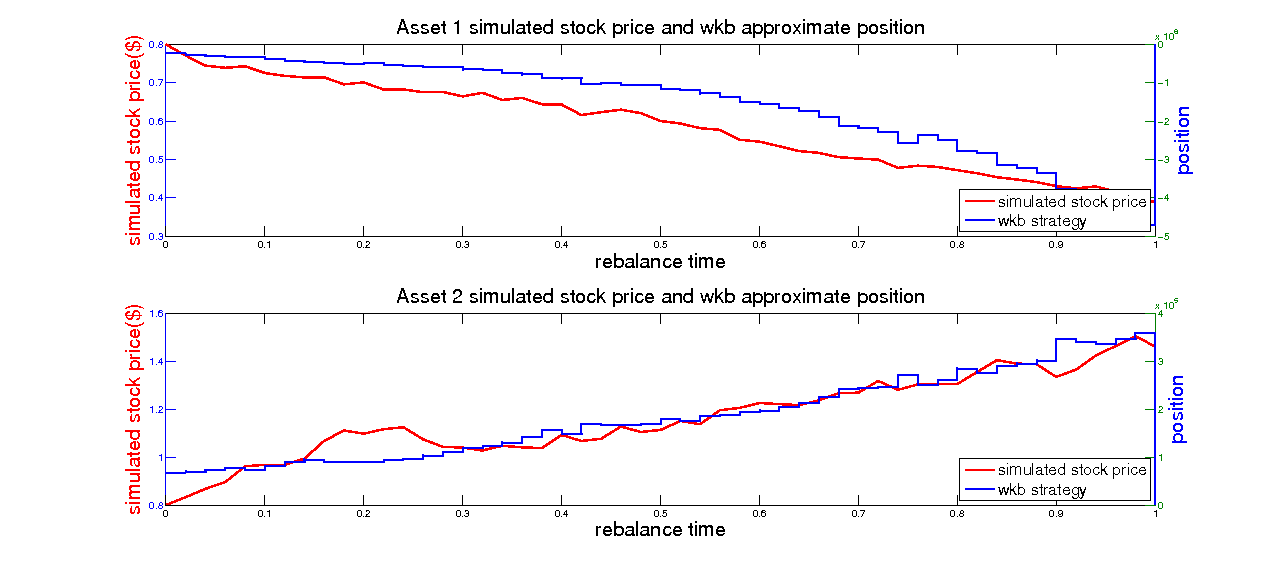 Asset 1 simulated stock price and wkb approximate position
simulated stock price($)
0.8
0.7
0.6
0.5
0.4
0.3
x 10
0
-1
-2
-3
-4
-5
position
simulated stock price
wkb strategy
0 0.1 0.2 0.3 0.4 0.5 0.6 0.7 0.8 0.9 1
rebalance time
Asset 2 simulated stock price and wkb approximate position
simulated stock price($)
1.6
1.4
1.2
1
0.8
x 10
4
3
2
1
0
position
simulated stock price
wkb strategy
0 0.1 0.2 0.3 0.4 0.5 0.6 0.7 0.8 0.9 1
rebalance time